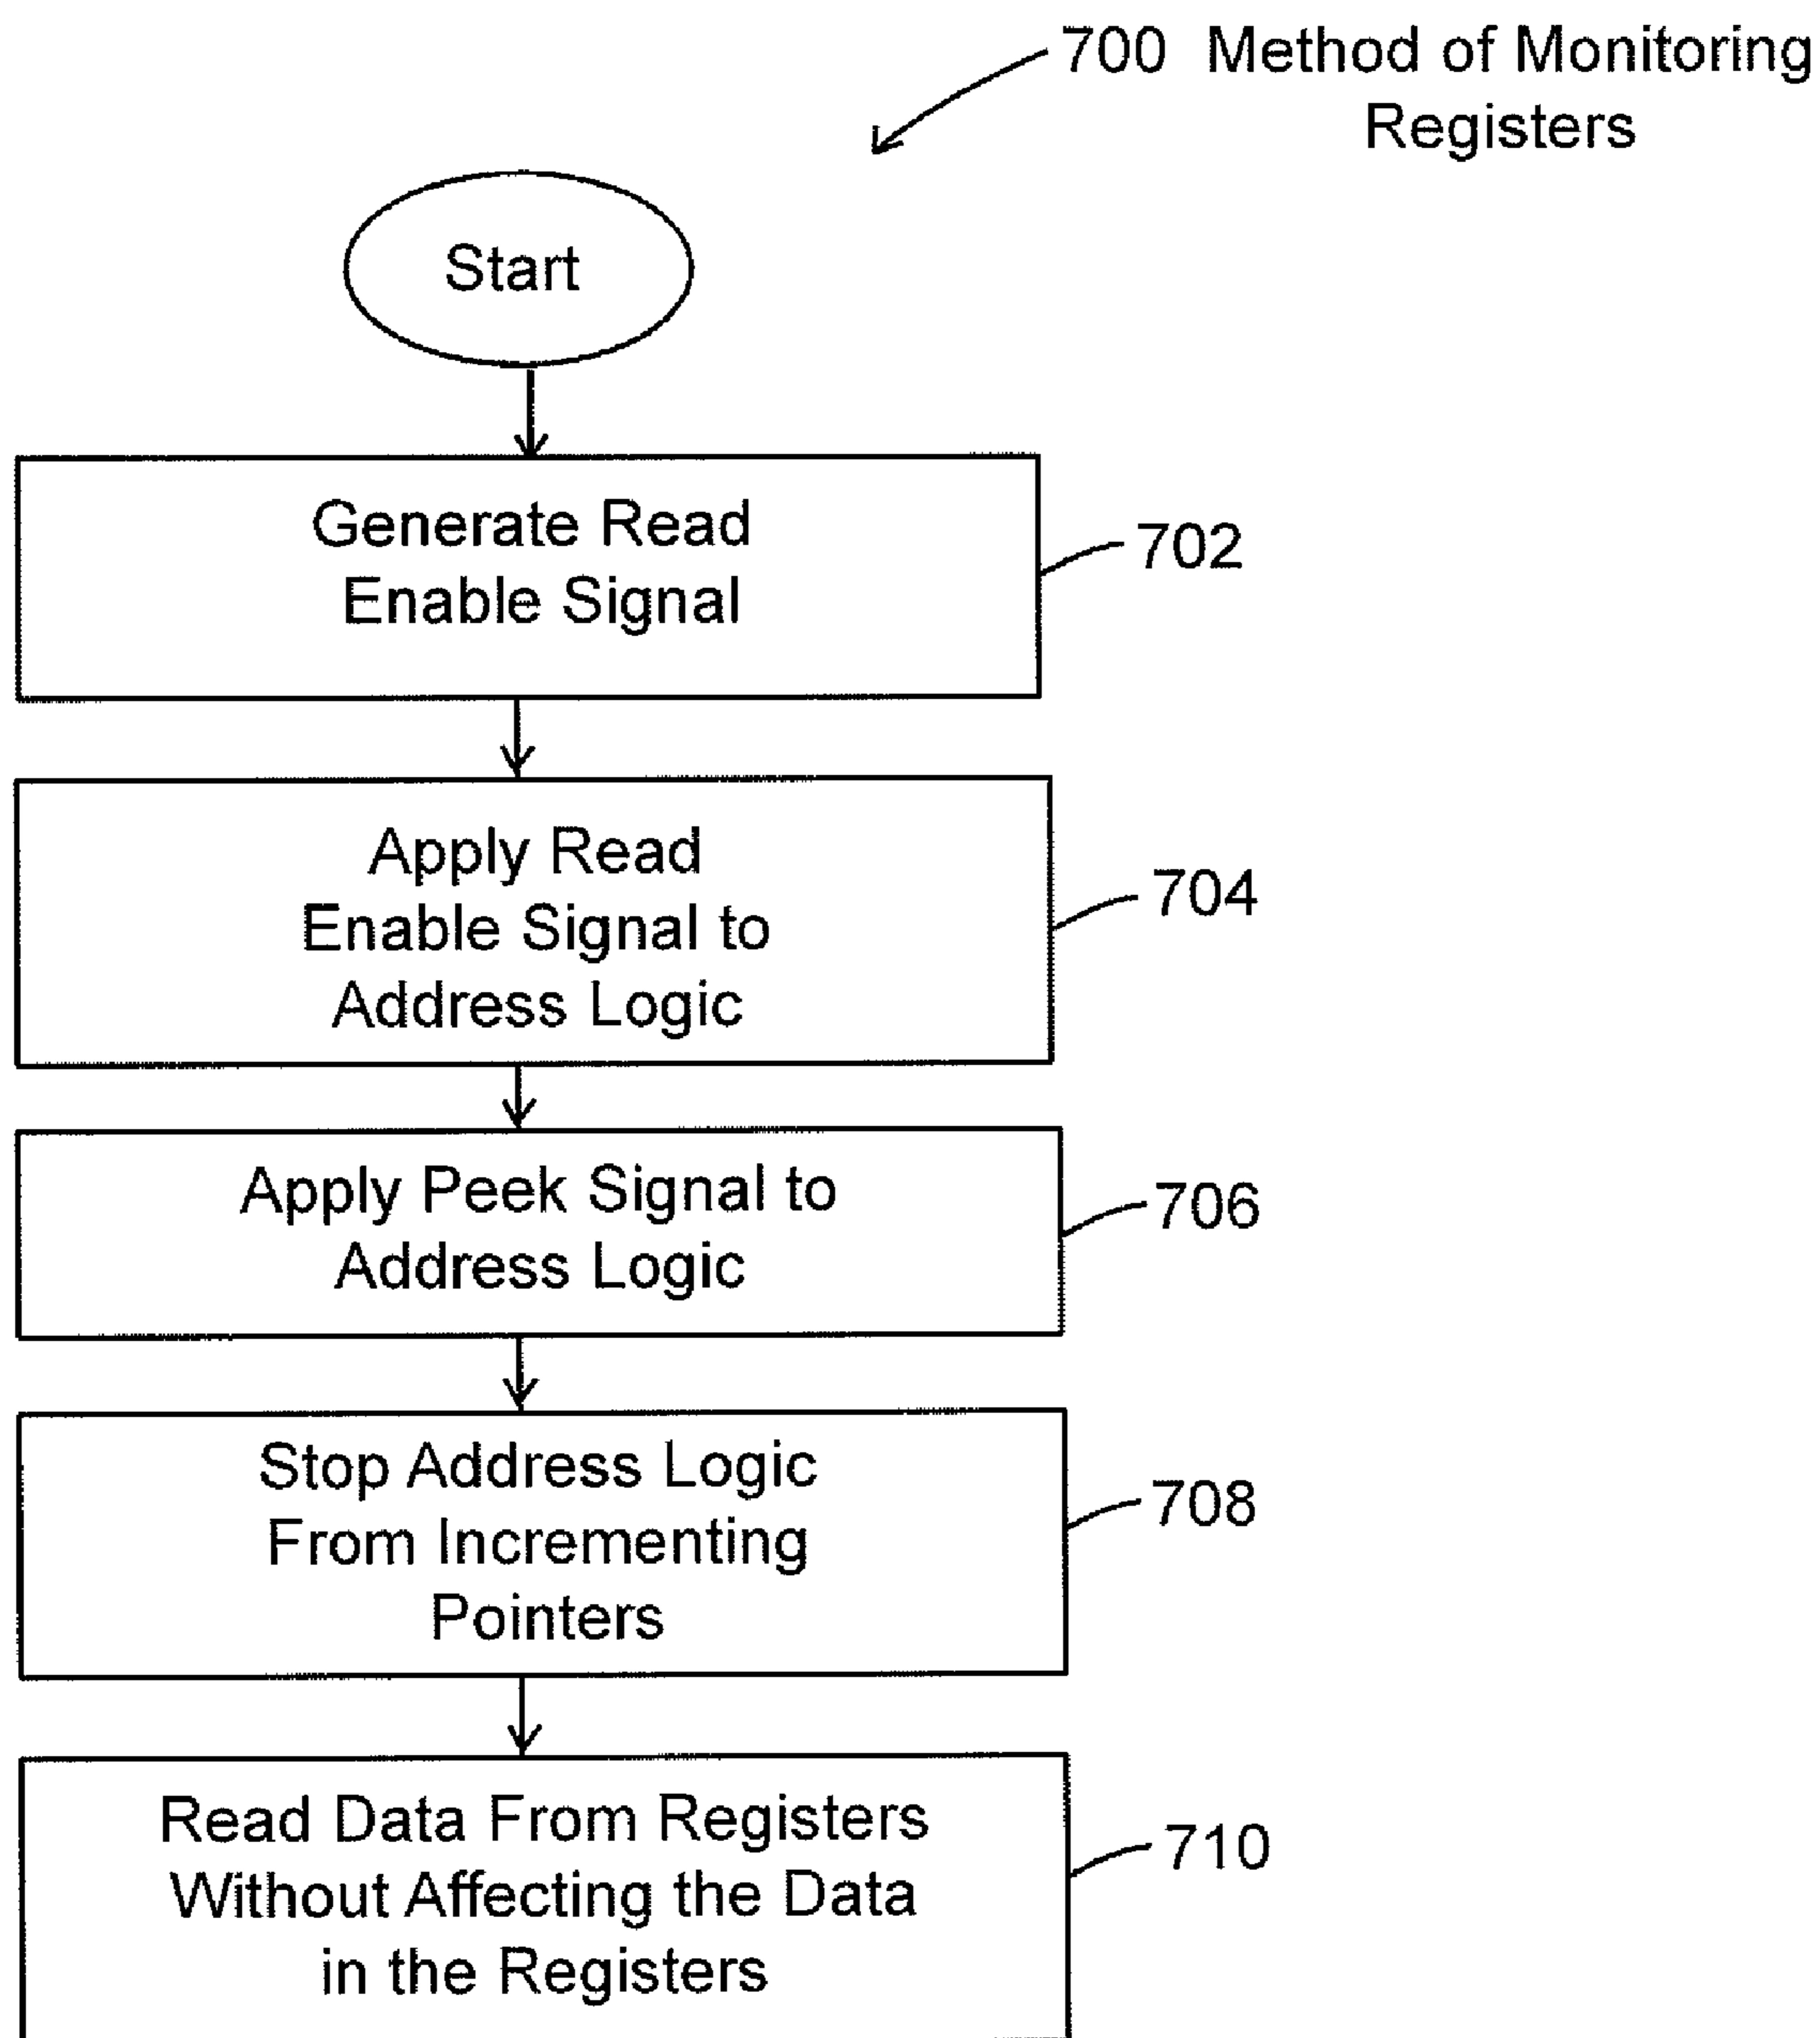 700 Method of Monitoring
Registers
Start
Generate Read
Enable Signal
702
Apply Read
Enable Signal to
Address Logic
704
Apply Peek Signal to
Address Logic
706
Stop Address Logic
From Incrementing
Pointers
708
Read Data From Registers
Without Affecting the Data
in the Registers
710